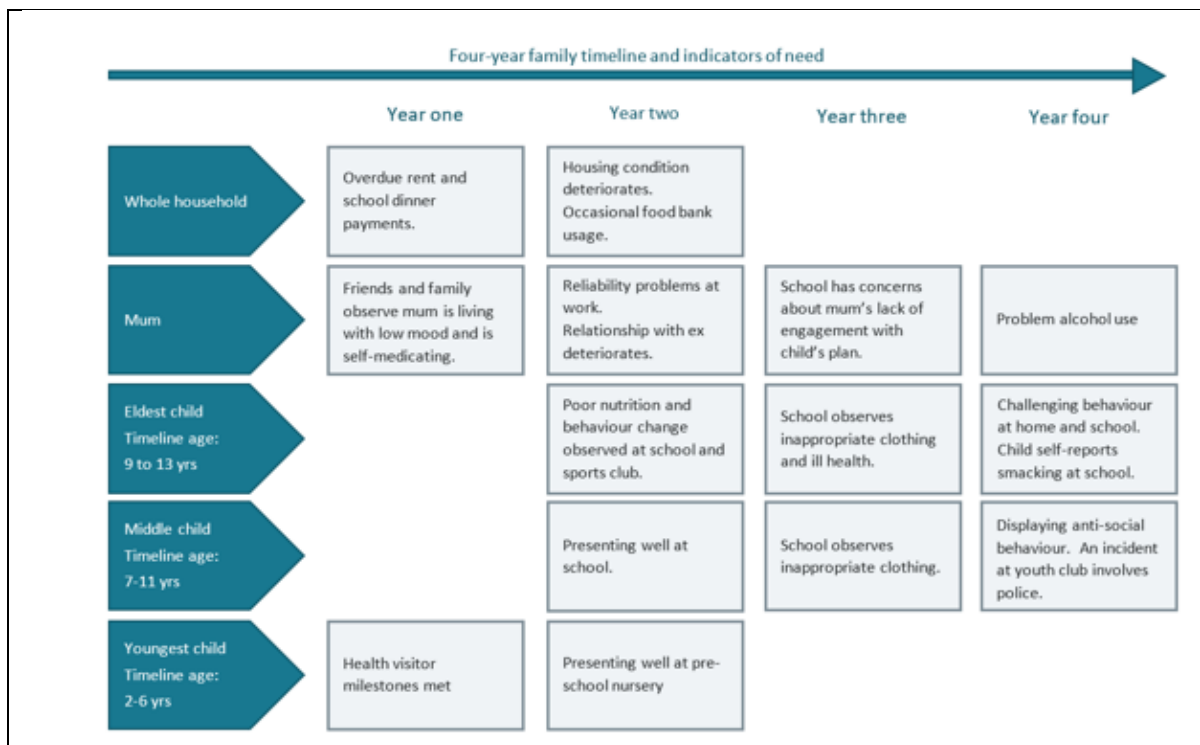 Four-year family timeline and indicators of need
Year one
Year two
Year three
Year four
Whole household
Overdue rent and
school dinner
payments.
Housing condition
deteriorates.
Occasional food bank
usage.
Mum
Friends and family
observe mum is living
with low mood and is
self-medicating.
Reliability problems at
work.
Relationship with ex
deteriorates.
School has concerns
about mum's lack of
engagement with
child's plan.
Problem alcohol use
Eldest child
Timeline age:
9 to 13 yrs
Poor nutrition and
behaviour change
observed at school and
sports club.
School observes
inappropriate clothing
and ill health.
Challenging behaviour
at home and school.
Child self-reports
smacking at school.
Middle child
Timeline age:
7-11 yrs
Presenting well at
school.
School observes
inappropriate clothing.
Displaying anti-social
behaviour.  An incident
at youth club involves
police.
Youngest child
Timeline age:
2-6 yrs
Health visitor
milestones met
Presenting well at pre-
school nursery